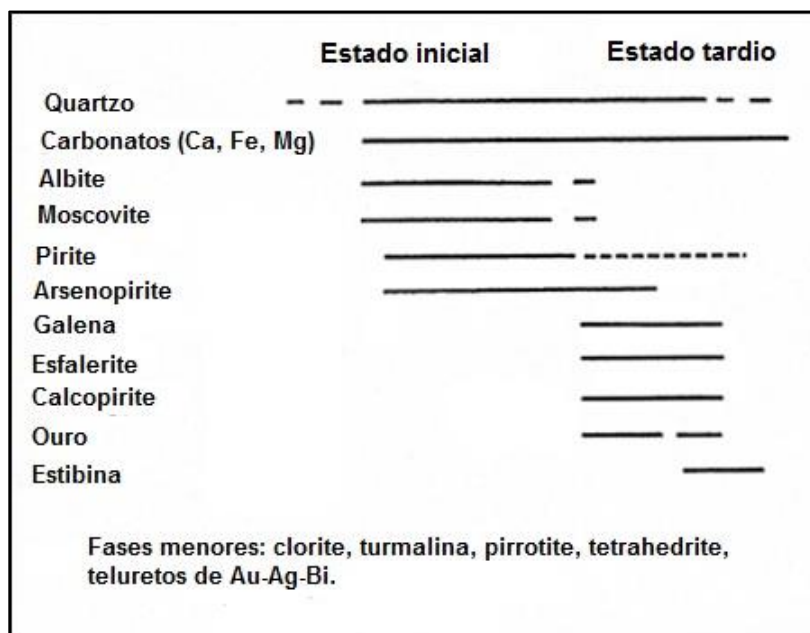 Estado inicial Estado tardio
Quartzo
Carbonatos (Ca, Fe, Mg)
Albite
Moscovite
Pirite
Arsenopirite
Galena
Esfalerite
Calcopirite
Ouro
Estibina
Fases menores: clorite, turmalina, pirrotite, tetrahedrite,
teluretos de Au-Ag-Bi.